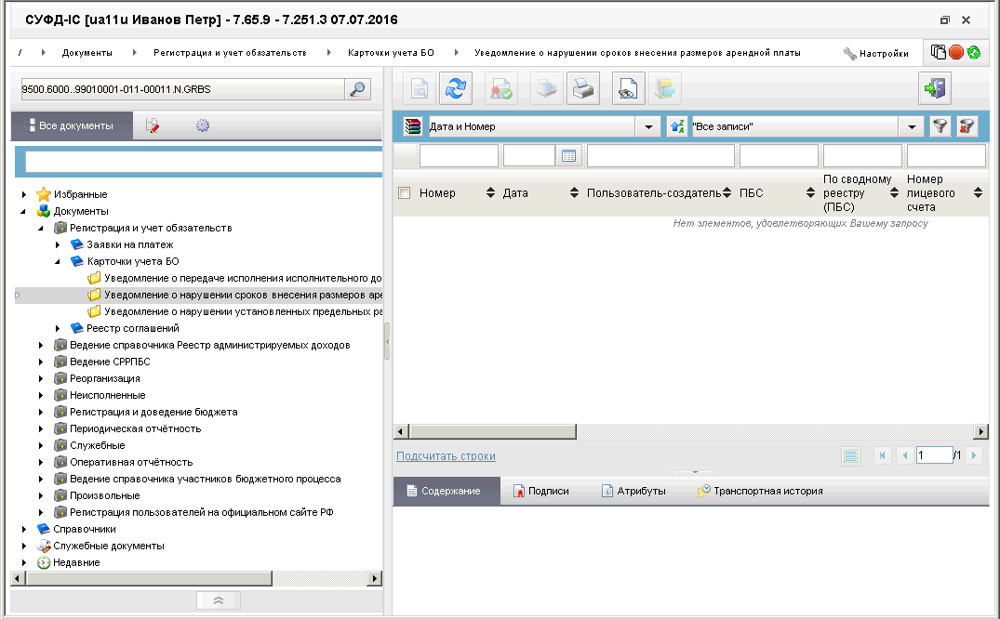 СУФД-IC [ua11u Иванов Петр] - 7.65.9 - 7.251.3 07.07.2016
/ Документы Регистрация и учет обязательств Карточки учета БО Уведомление о нарушении сроков внесения размеров арендной платы Настройки
9500.6000..99010001-011-00011.N.GRBS
Все документы
Избранные
Документы
Регистрация и учет обязательств
Заявки на платеж
Карточки учета БО
Уведомление о передаче исполнения исполнительного до
Уведомление о нарушении сроков внесения размеров аре
Уведомление о нарушении установленных предельных ра
Реестр соглашений
Ведение справочника Реестр администрируемых доходов
Ведение СРРПБС
Реорганизация
Неисполненные
Регистрация и доведение бюджета
Периодическая отчётность
Служебные
Оперативная отчётность
Ведение справочника участников бюджетного процесса
Произвольные
Регистрация пользователей на официальном сайте РФ
Справочники
Служебные документы
Недавние
Дата и Номер "Все записи"
Номер Дата Пользователь-создатель ПБС
По сводному
реестру
(ПБС)
Номер
лицевого
счета
Нет элементов, удовлетворяющих Вашему запросу
Подсчитать строки 1 /1
Содержание Подписи Атрибуты Транспортная история